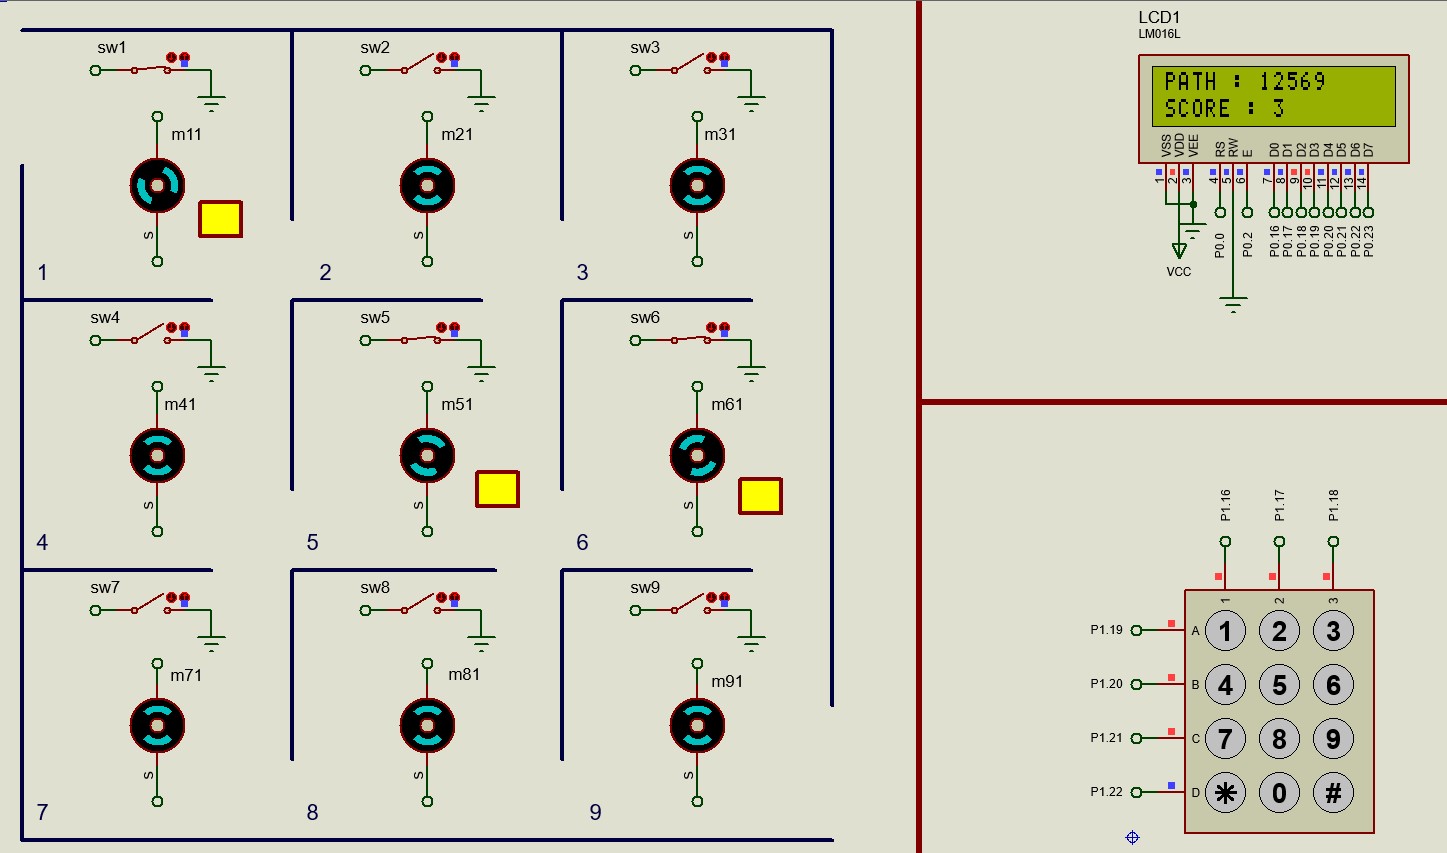 sw1
m11
s
1
sw2
m21
s
2
sw3
m31
s
3
sw4
m41
s
4
sw5
m51
s
5
sw6
m61
s
6
sw7
m71
s
7
sw8
m81
s
8
sw9
m91
s
9
LCD1
LM016L
PATH : 12569
SCORE : 3
VSS VDD VEE RS RW E D0 D1 D2 D3 D4 D5 D6 D7
1 2 3 4 5 6 7 8 9 10 11 12 13 14
P0.0 P0.2 P0.16 P0.17 P0.18 P0.19 P0.20 P0.21 P0.22 P0.23
VCC
P1.16 P1.17 P1.18
1 2 3
P1.19 A 1 2 3
P1.20 B 4 5 6
P1.21 C 7 8 9
P1.22 D * 0 #